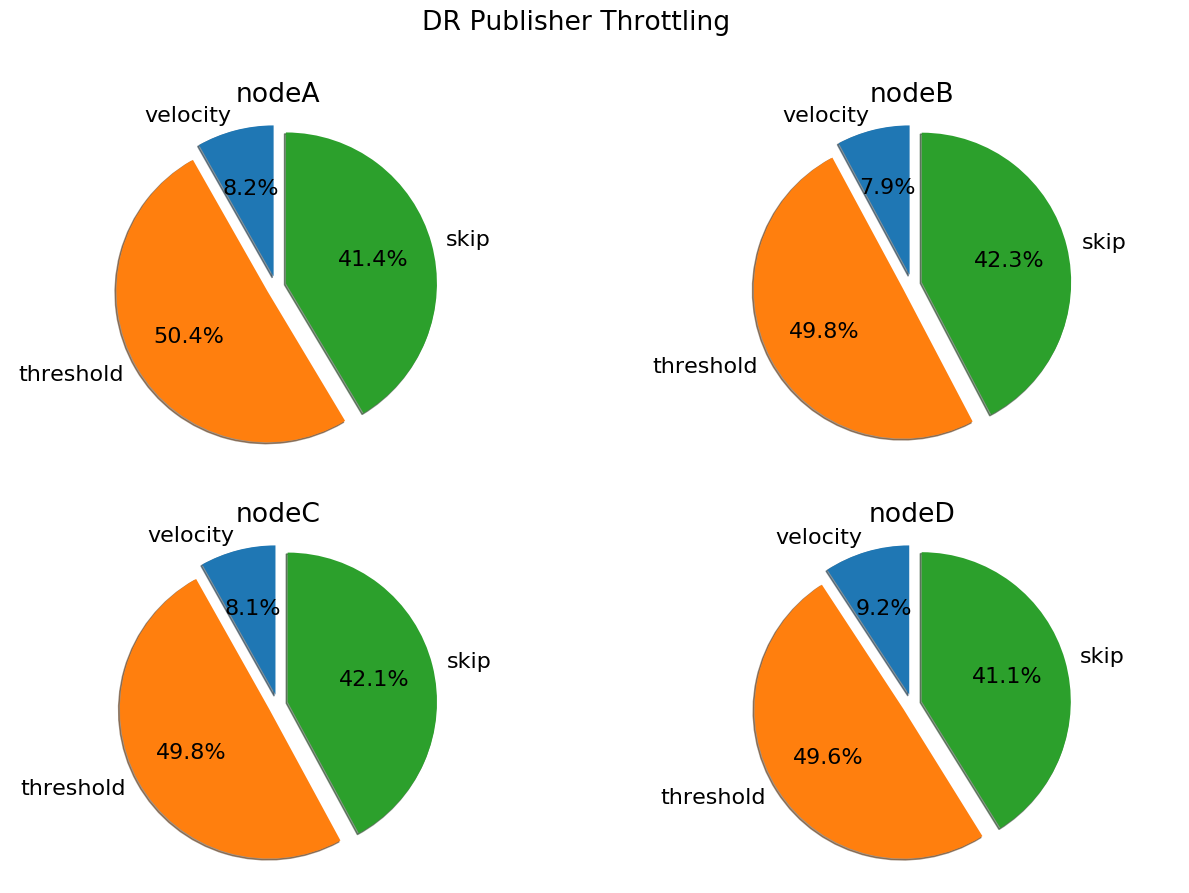 DR Publisher Throttling
nodeA
velocity
8.2%
skip
41.4%
50.4%
threshold
nodeB
velocity
7.9%
skip
42.3%
49.8%
threshold
nodeC
velocity
8.1%
skip
42.1%
49.8%
threshold
nodeD
velocity
9.2%
skip
41.1%
49.6%
threshold